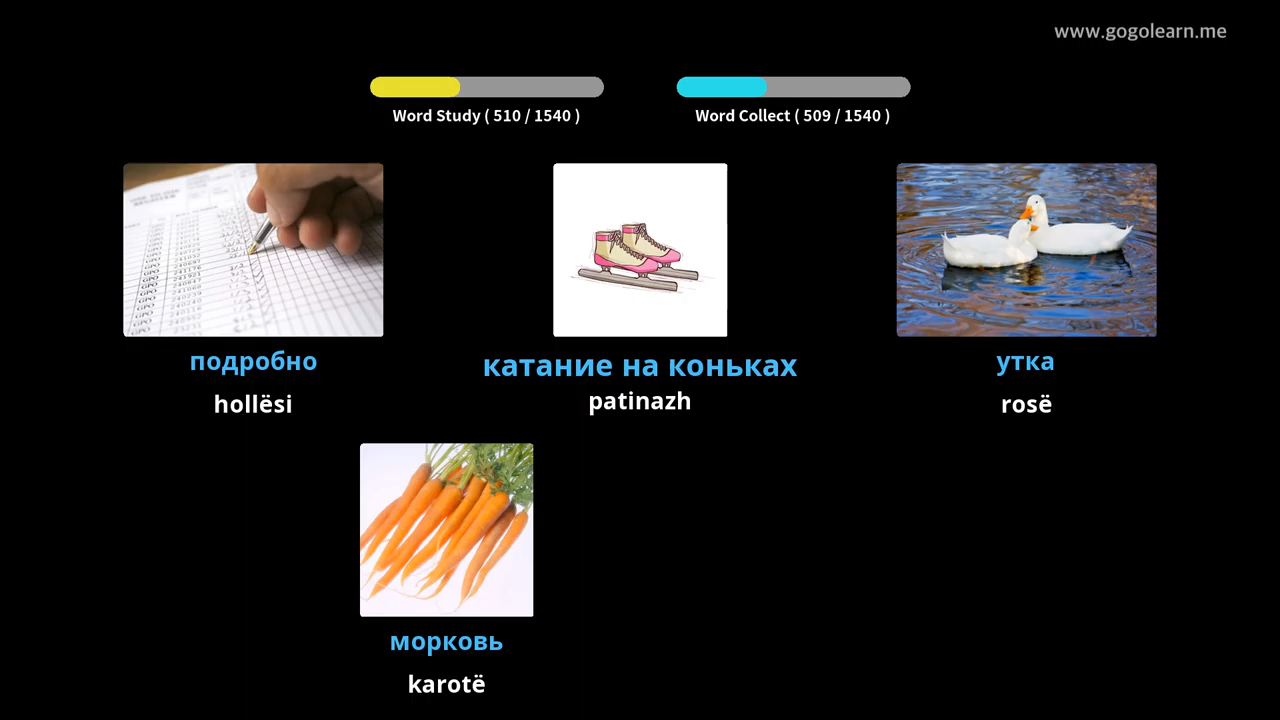 www.gogolearn.me
Word Study ( 510 / 1540 )
Word Collect ( 509 / 1540 )
подробно
hollësi
катание на коньках
patinazh
утка
rosë
морковь
karotë